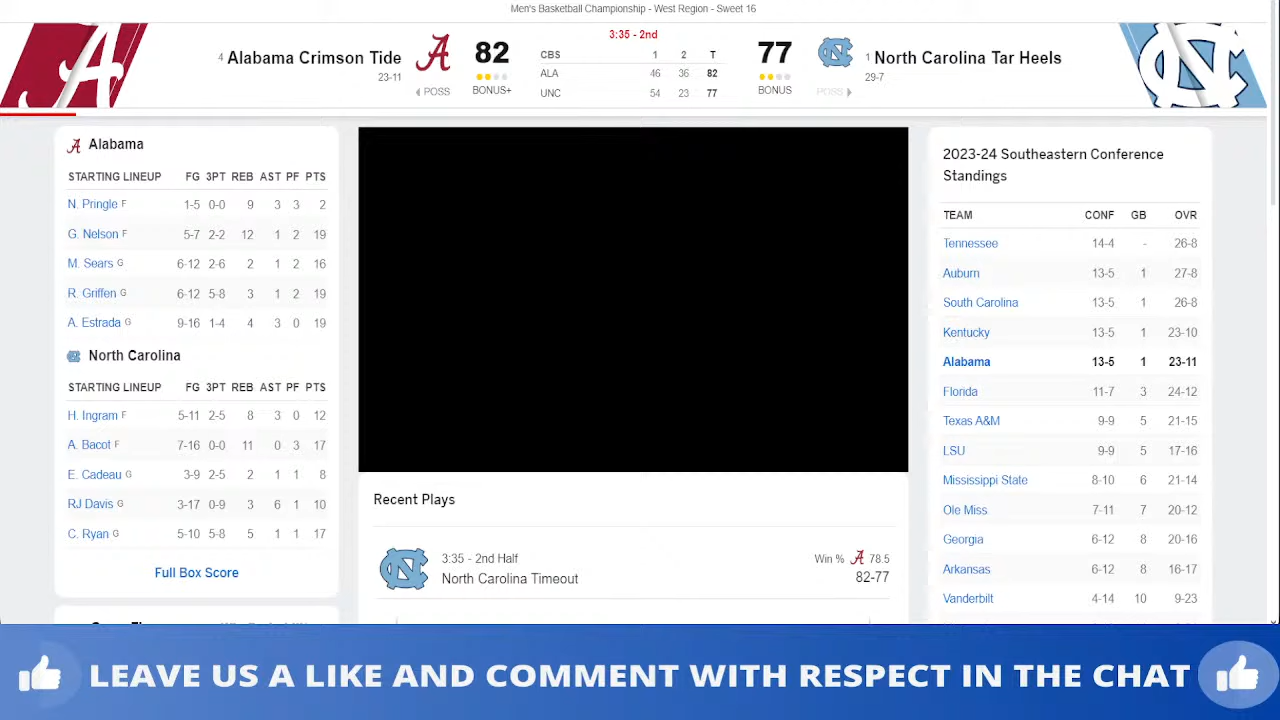 Men's Basketball Championship - West Region - Sweet 16
4 Alabama Crimson Tide
23-11
POSS
82
BONUS+
3:35 - 2nd
CBS 1 2 T
ALA 46 36 82
UNC 54 23 77
77
BONUS
POSS
1 North Carolina Tar Heels
29-7
Alabama
STARTING LINEUP FG 3PT REB AST PF PTS
N. Pringle F 1-5 0-0 9 3 3 2
G. Nelson F 5-7 2-2 12 1 2 19
M. Sears G 6-12 2-6 2 1 2 16
R. Griffen G 6-12 5-8 3 1 2 19
A. Estrada G 9-16 1-4 4 3 0 19
North Carolina
STARTING LINEUP FG 3PT REB AST PF PTS
H. Ingram F 5-11 2-5 8 3 0 12
A. Bacot F 7-16 0-0 11 0 3 17
E. Cadeau G 3-9 2-5 2 1 1 8
RJ Davis G 3-17 0-9 3 6 1 10
C. Ryan G 5-10 5-8 5 1 1 17
Full Box Score
Recent Plays
3:35 - 2nd Half
North Carolina Timeout
Win % 78.5
82-77
2023-24 Southeastern Conference
Standings
TEAM CONF GB OVR
Tennessee 14-4 - 26-8
Auburn 13-5 1 27-8
South Carolina 13-5 1 26-8
Kentucky 13-5 1 23-10
Alabama 13-5 1 23-11
Florida 11-7 3 24-12
Texas A&M 9-9 5 21-15
LSU 9-9 5 17-16
Mississippi State 8-10 6 21-14
Ole Miss 7-11 7 20-12
Georgia 6-12 8 20-16
Arkansas 6-12 8 16-17
Vanderbilt 4-14 10 9-23
LEAVE US A LIKE AND COMMENT WITH RESPECT IN THE CHAT